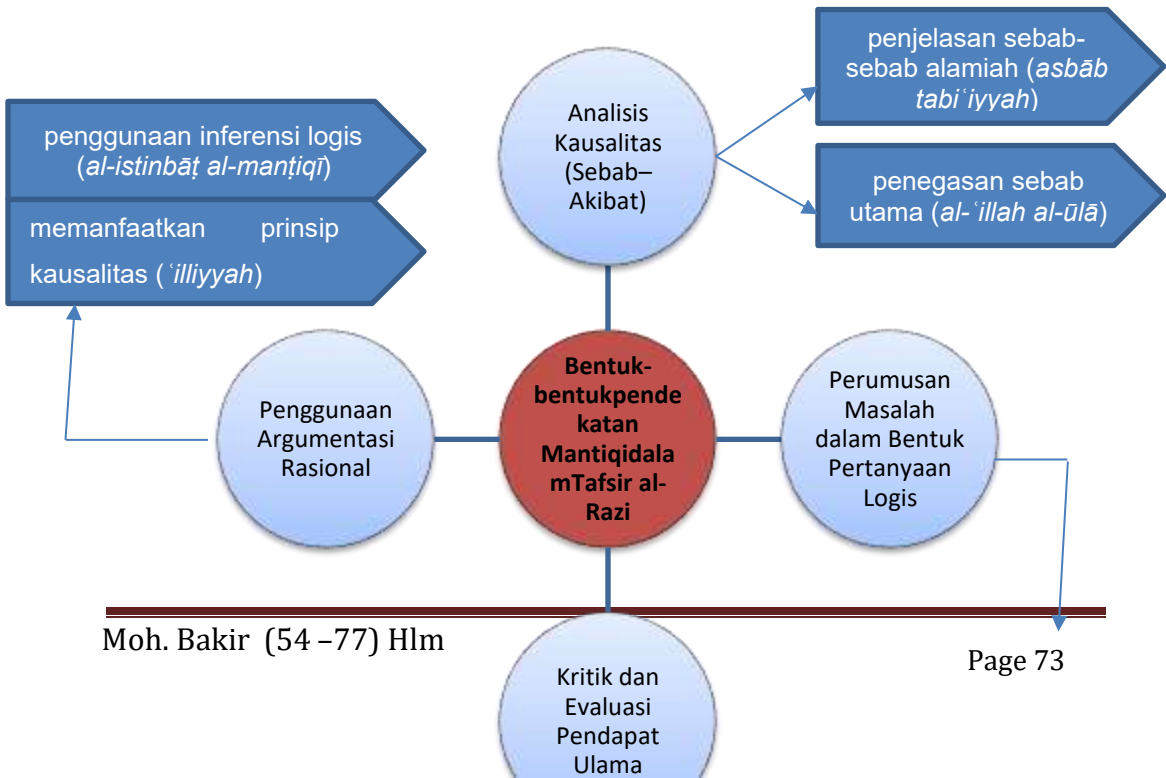 penjelasan sebab-
sebab alamiah (asbāb
tabiʿiyyah)
penegasan sebab
utama (al-ʿillah al-ūlā)
Analisis
Kausalitas
(Sebab–
Akibat)
penggunaan inferensi logis
(al-istinbāṭ al-manṭiqī)
memanfaatkan prinsip
kausalitas (ʿilliyyah)
Penggunaan
Argumentasi
Rasional
Bentuk-
bentukpende
katan
Mantiqidala
mTafsir al-
Razi
Perumusan
Masalah
dalam Bentuk
Pertanyaan
Logis
Moh. Bakir (54 –77) Hlm
Page 73
Kritik dan
Evaluasi
Pendapat
Ulama